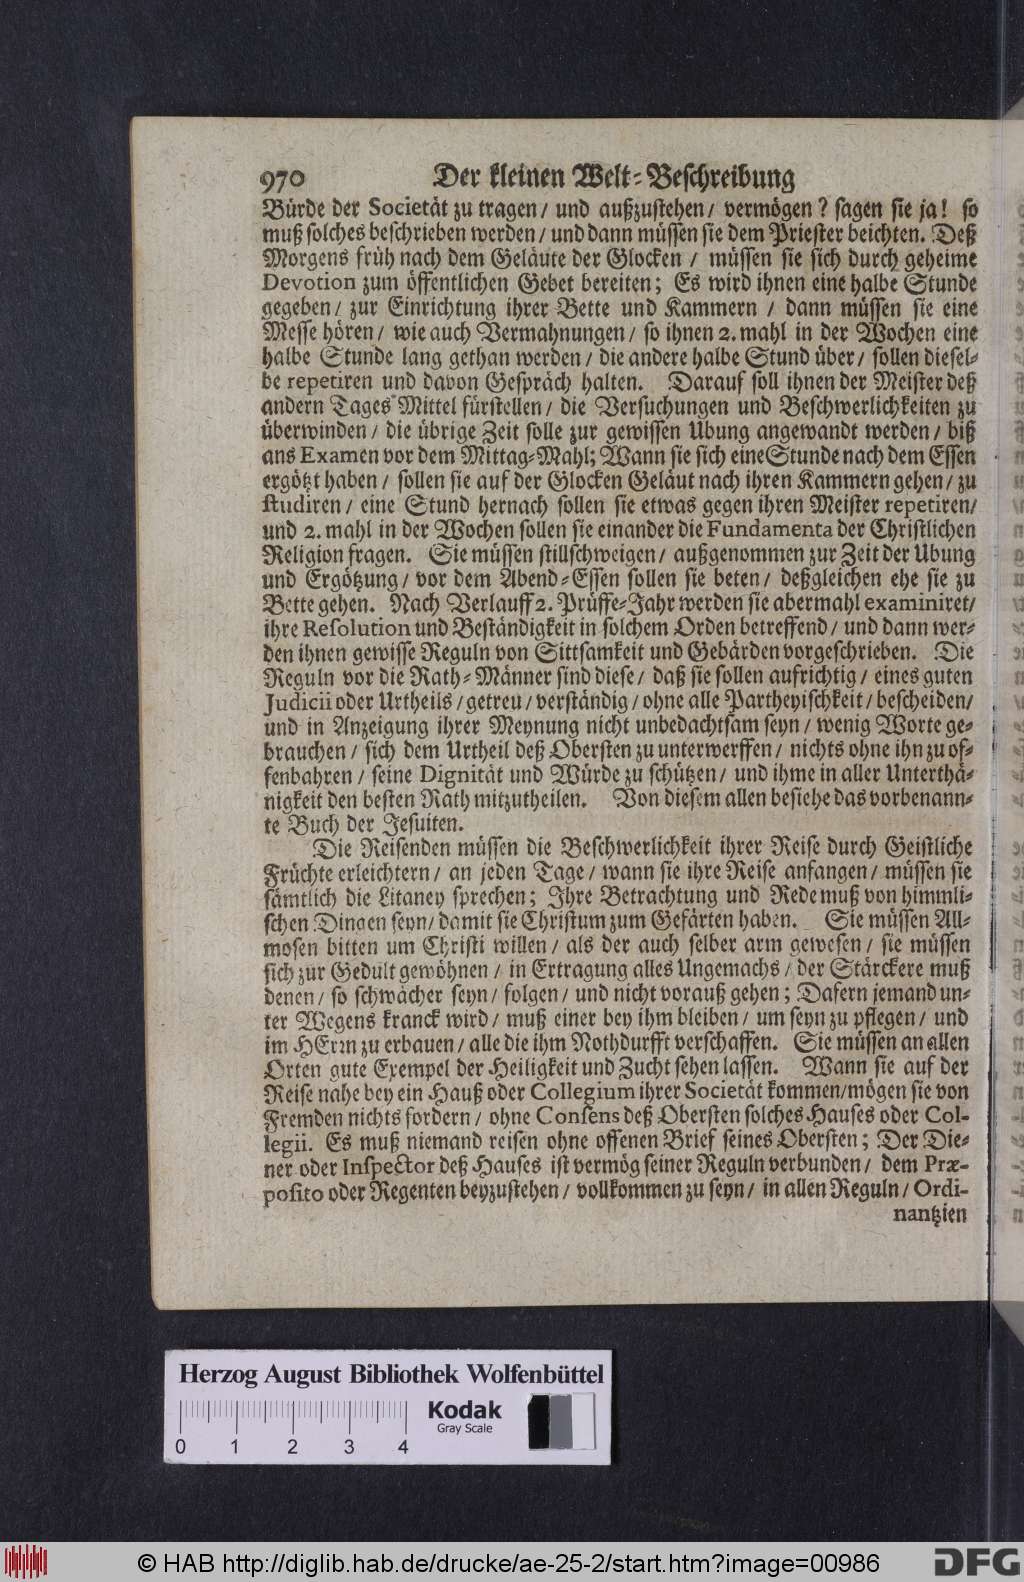 970 Der kleinen Welt-Beschreibung
Bürde der Societät zu tragen/ und außzustehen/ vermögen? sagen sie ja! so
muß solches beschrieben werden/ und dann müssen sie dem Priester beichten. Deß
Morgens früh nach dem Geläute der Glocken/ müssen sie sich durch geheime
Devotion zum öffentlichen Gebet bereiten; Es wird ihnen eine halbe Stunde
gegeben/ zur Einrichtung ihrer Bette und Kammern/ dann müssen sie eine
Messe hören/ wie auch Vermahnungen/ so ihnen 2. mahl in der Wochen eine
halbe Stunde lang gethan werden/ die andere halbe Stund über/ sollen diesel-
be repetiren und davon Gespräch halten. Darauf soll ihnen der Meister deß
andern Tages Mittel fürstellen/ die Versuchungen und Beschwerlichkeiten zu
überwinden/ die übrige Zeit solle zur gewissen Ubung angewandt werden/ biß
ans Examen vor dem Mittag-Mahl; Wann sie sich eine Stunde nach dem Essen
ergötzt haben/ sollen sie auf der Glocken Geläut nach ihren Kammern gehen/ zu
studiren/ eine Stund hernach sollen sie etwas gegen ihren Meister repetiren/
und 2. mahl in der Wochen sollen sie einander die Fundamenta der Christlichen
Religion fragen. Sie müssen stillschweigen/ außgenommen zur Zeit der Ubung
und Ergötzung/ vor dem Abend-Essen sollen sie beten/ deßgleichen ehe sie zu
Bette gehen. Nach Verlauff 2. Prüffe-Jahr werden sie abermahl examiniret/
ihre Resolution und Beständigkeit in solchem Orden betreffend/ und dann wer-
den ihnen gewisse Reguln von Sittsamkeit und Gebärden vorgeschrieben. Die
Reguln vor die Rath-Männer sind diese/ daß sie sollen aufrichtig/ eines guten
Judicii oder Urtheils/ getreu/ verständig/ ohne alle Partheyischkeit/ bescheiden/
und in Anzeigung ihrer Meynung nicht unbedachtsam seyn/ wenig Worte ge-
brauchen/ sich dem Urtheil deß Obersten zu unterwerffen/ nichts ohne ihn zu of-
fenbahren/ seine Dignität und Würde zu schützen/ und ihme in aller Unterthä-
nigkeit den besten Rath mitzutheilen. Von diesem allen besiehe das vorbenann-
te Buch der Jesuiten.
Die Reisenden müssen die Beschwerlichkeit ihrer Reise durch Geistliche
Früchte erleichtern/ an jeden Tage/ wann sie ihre Reise anfangen/ müssen sie
sämtlich die Litaney sprechen; Ihre Betrachtung und Rede muß von himmli-
schen Dingen seyn/ damit sie Christum zum Gefärten haben. Sie müssen All-
mosen bitten um Christi willen/ als der auch selber arm gewesen/ sie müssen
sich zur Gedult gewöhnen/ in Ertragung alles Ungemachs/ der Stärckere muß
denen/ so schwächer seyn/ folgen/ und nicht vorauß gehen; Dafern jemand un-
ter Wegens kranck wird/ muß einer bey ihm bleiben/ um seyn zu pflegen/ und
im HErrn zu erbauen/ alle die ihm Nothdurfft verschaffen. Sie müssen an allen
Orten gute Exempel der Heiligkeit und Zucht sehen lassen. Wann sie auf der
Reise nahe bey ein Hauß oder Collegium ihrer Societät kommen/ mögen sie von
Fremden nichts fordern/ ohne Consens deß Obersten solches Hauses oder Col-
legii. Es muß niemand reisen ohne offenen Brief seines Obersten; Der Die-
ner oder Inspector deß Hauses ist vermög seiner Reguln verbunden/ dem Præ-
posito oder Regenten beyzustehen/ vollkommen zu seyn/ in allen Reguln/ Ordi-
nantzien
Herzog August Bibliothek Wolfenbüttel
Kodak
Gray Scale
0 1 2 3 4
© HAB http://diglib.hab.de/drucke/ae-25-2/start.htm?image=00986
DFG